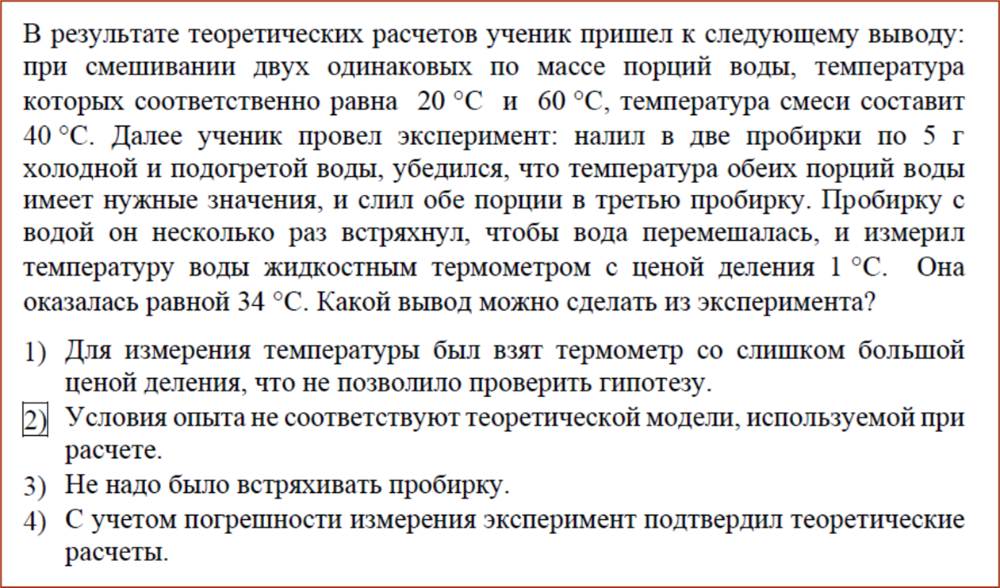 В результате теоретических расчетов ученик пришел к следующему выводу:
при смешивании двух одинаковых по массе порций воды, температура
которых соответственно равна 20 °С и 60 °С, температура смеси составит
40 °С. Далее ученик провел эксперимент: налил в две пробирки по 5 г
холодной и подогретой воды, убедился, что температура обеих порций воды
имеет нужные значения, и слил обе порции в третью пробирку. Пробирку с
водой он несколько раз встряхнул, чтобы вода перемешалась, и измерил
температуру воды жидкостным термометром с ценой деления 1 °С. Она
оказалась равной 34 °С. Какой вывод можно сделать из эксперимента?
1) Для измерения температуры был взят термометр со слишком большой
ценой деления, что не позволило проверить гипотезу.
2) Условия опыта не соответствуют теоретической модели, используемой при
расчете.
3) Не надо было встряхивать пробирку.
4) С учетом погрешности измерения эксперимент подтвердил теоретические
расчеты.